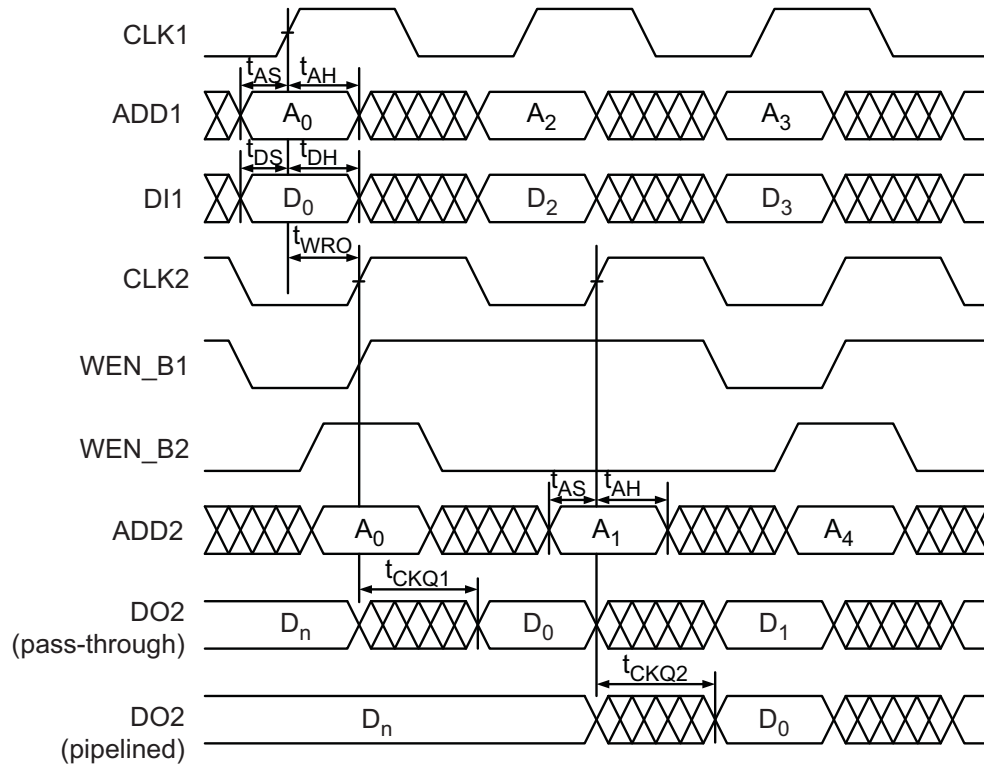 CLK1
tAS tAH
ADD1 A0 A2 A3
tDS tDH
DI1 D0 D2 D3
tWRO
CLK2
WEN_B1
WEN_B2
tAS tAH
ADD2 A0 A1 A4
tCKQ1
DO2
(pass-through)
Dn D0 D1
tCKQ2
DO2
(pipelined)
Dn D0